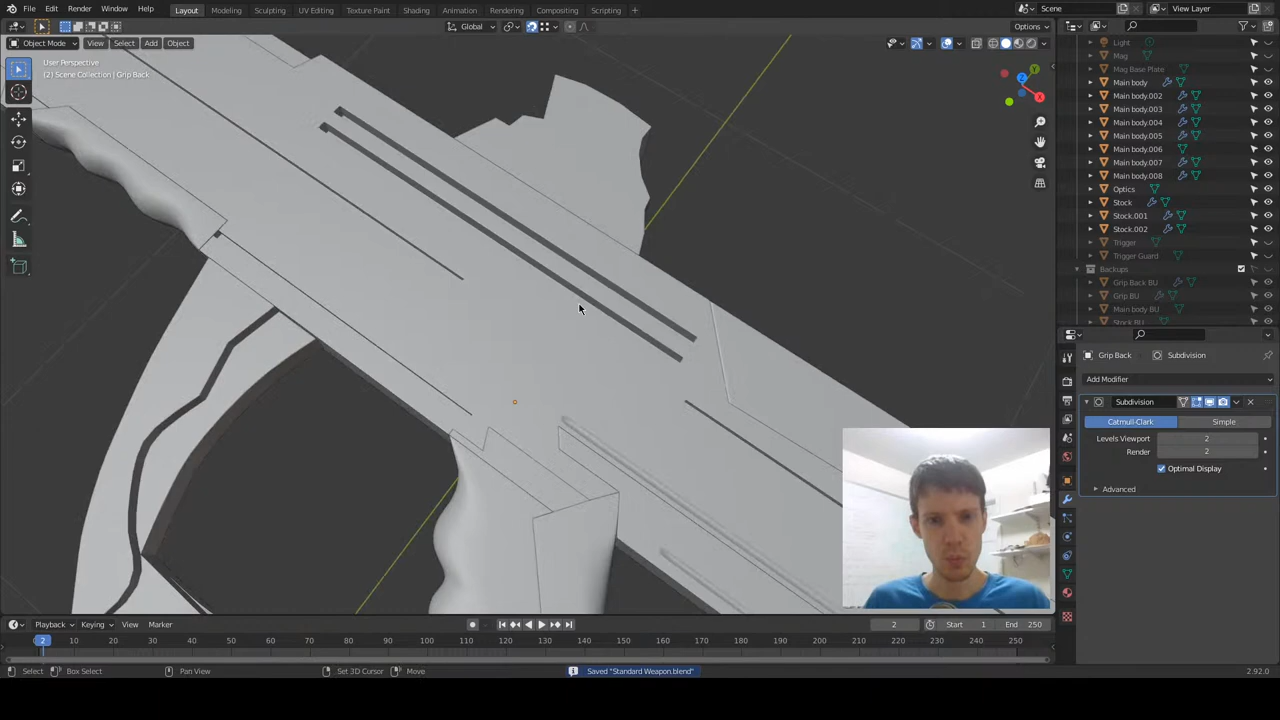 File Edit Render Window Help Layout Modeling Sculpting UV Editing Texture Paint Shading Animation Rendering Compositing Scripting + Scene View Layer
Global Options
Object Mode View Select Add Object
User Perspective
(2) Scene Collection | Grip Back
Z Y X
Light
Mag
Mag Base Plate
Main body
Main body.002
Main body.003
Main body.004
Main body.005
Main body.006
Main body.007
Main body.008
Optics
Stock
Stock.001
Stock.002
Trigger
Trigger Guard
Backups
Grip Back BU
Grip BU
Main body BU
Stock BU
Grip Back Subdivision
Add Modifier
Subdivision
Catmull-Clark Simple
Levels Viewport 2
Render 2
Optimal Display
Advanced
Playback Keying View Marker 2 Start 1 End 250
2 10 20 30 40 50 60 70 80 90 100 110 120 130 140 150 160 170 180 190 200 210 220 230 240 250
Select Box Select Pan View Set 3D Cursor Move Saved "Standard Weapon.blend" 2.92.0